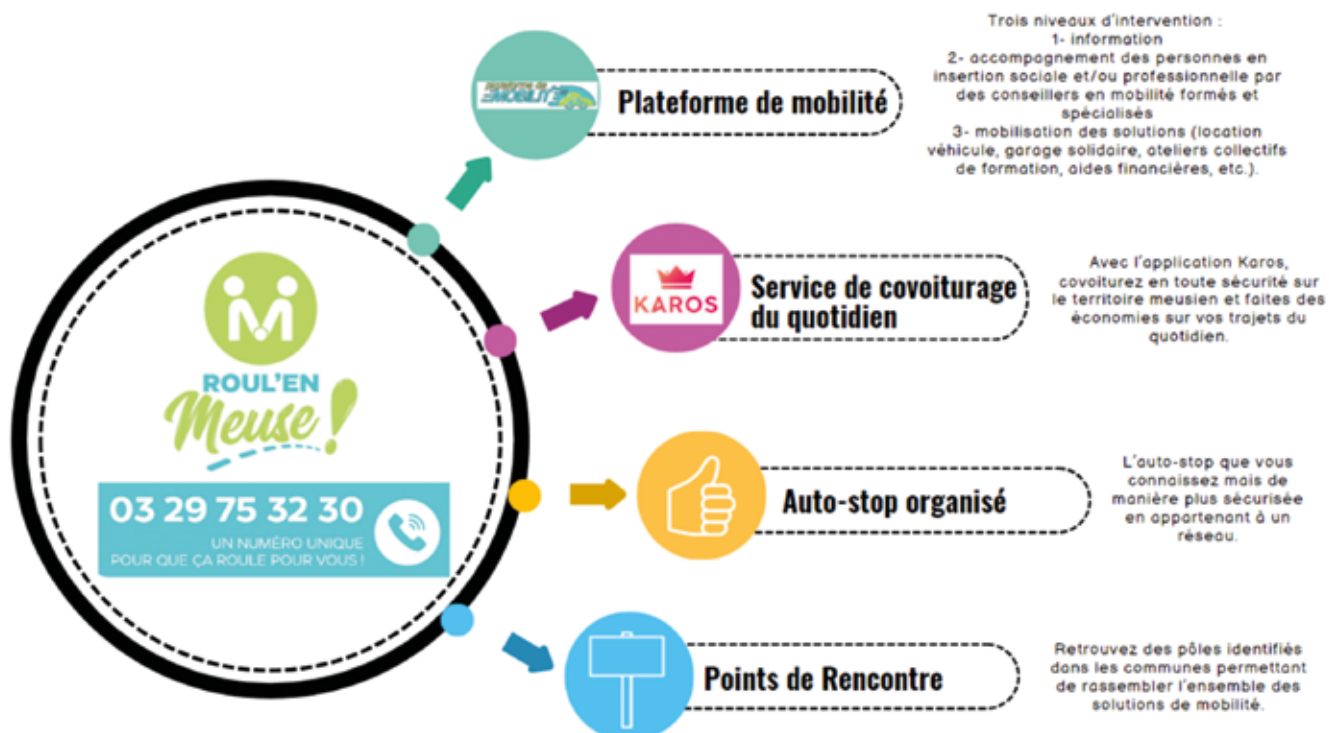 Trois niveaux d'intervention :
1- information
2- accompagnement des personnes en
insertion sociale et/ou professionnelle par
des conseillers en mobilité formés et
spécialisés
3- mobilisation des solutions (location
véhicule, garage solidaire, ateliers collectifs
de formation, aides financières, etc.).
plateforme de
MOBILITÉ
Plateforme de mobilité
KAROS
Service de covoiturage
du quotidien
Avec l'application Karos,
covoiturez en toute sécurité sur
le territoire meusien et faites des
économies sur vos trajets du
quotidien.
M
ROUL'EN
Meuse !
03 29 75 32 30
UN NUMÉRO UNIQUE
POUR QUE ÇA ROULE POUR VOUS !
Auto-stop organisé
L'auto-stop que vous
connaissez mais de
manière plus sécurisée
en appartenant à un
réseau.
Points de Rencontre
Retrouvez des pôles identifiés
dans les communes permettant
de rassembler l'ensemble des
solutions de mobilité.